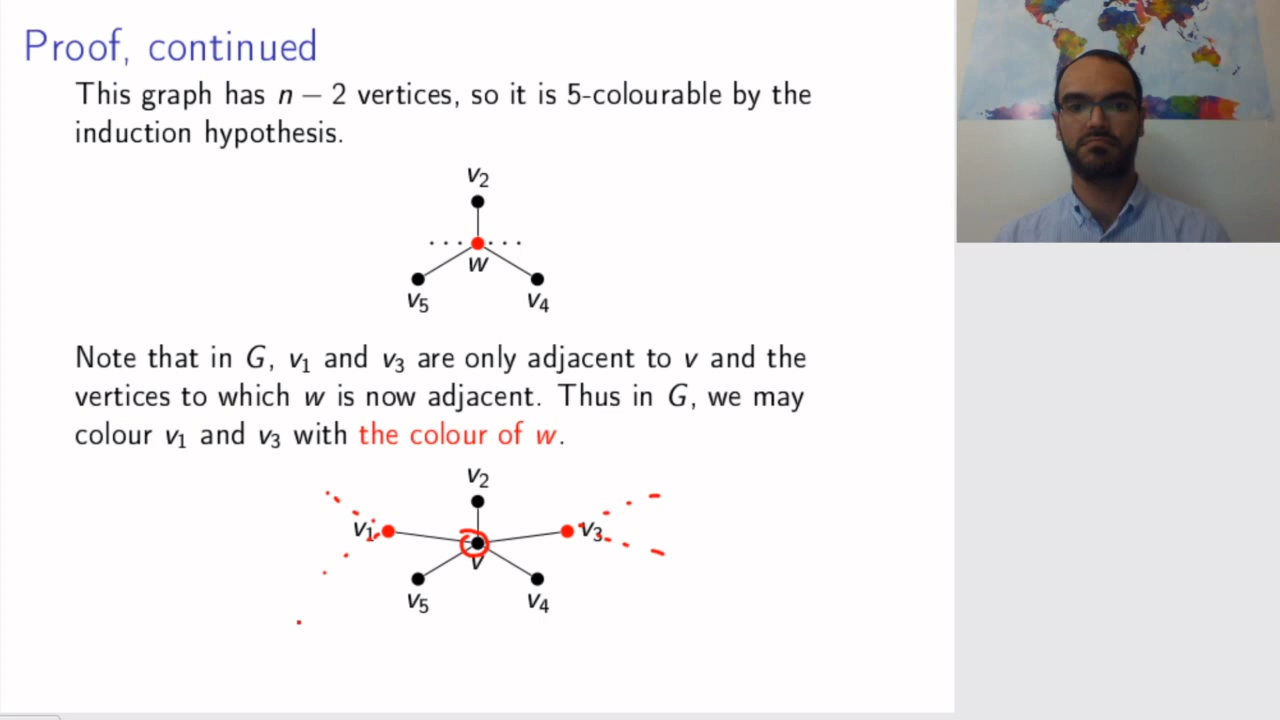 Proof, continued
This graph has n − 2 vertices, so it is 5-colourable by the
induction hypothesis.
v₂
w
v₅ v₄
Note that in G, v₁ and v₃ are only adjacent to v and the
vertices to which w is now adjacent. Thus in G, we may
colour v₁ and v₃ with the colour of w.
v₂
v₁ v₃
v
v₅ v₄